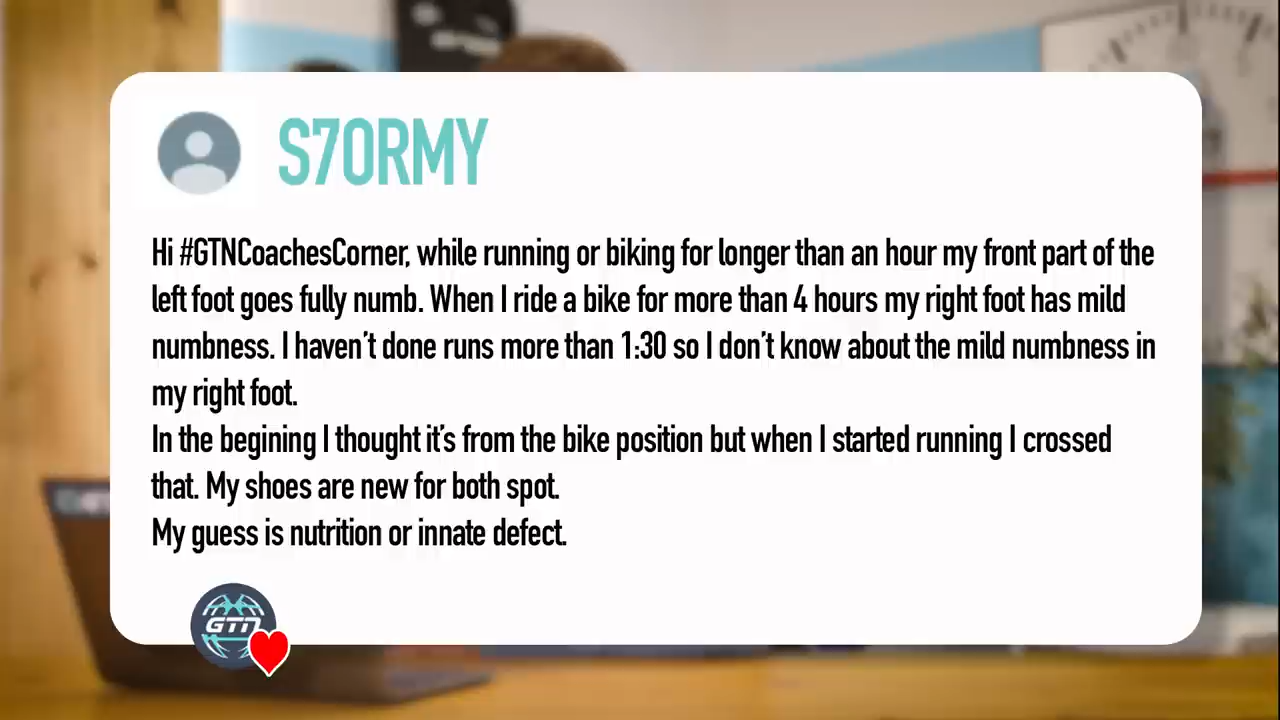 S7ORMY
Hi #GTNCoachesCorner, while running or biking for longer than an hour my front part of the
left foot goes fully numb. When I ride a bike for more than 4 hours my right foot has mild
numbness. I haven't done runs more than 1:30 so I don't know about the mild numbness in
my right foot.
In the begining I thought it's from the bike position but when I started running I crossed
that. My shoes are new for both spot.
My guess is nutrition or innate defect.
GTN